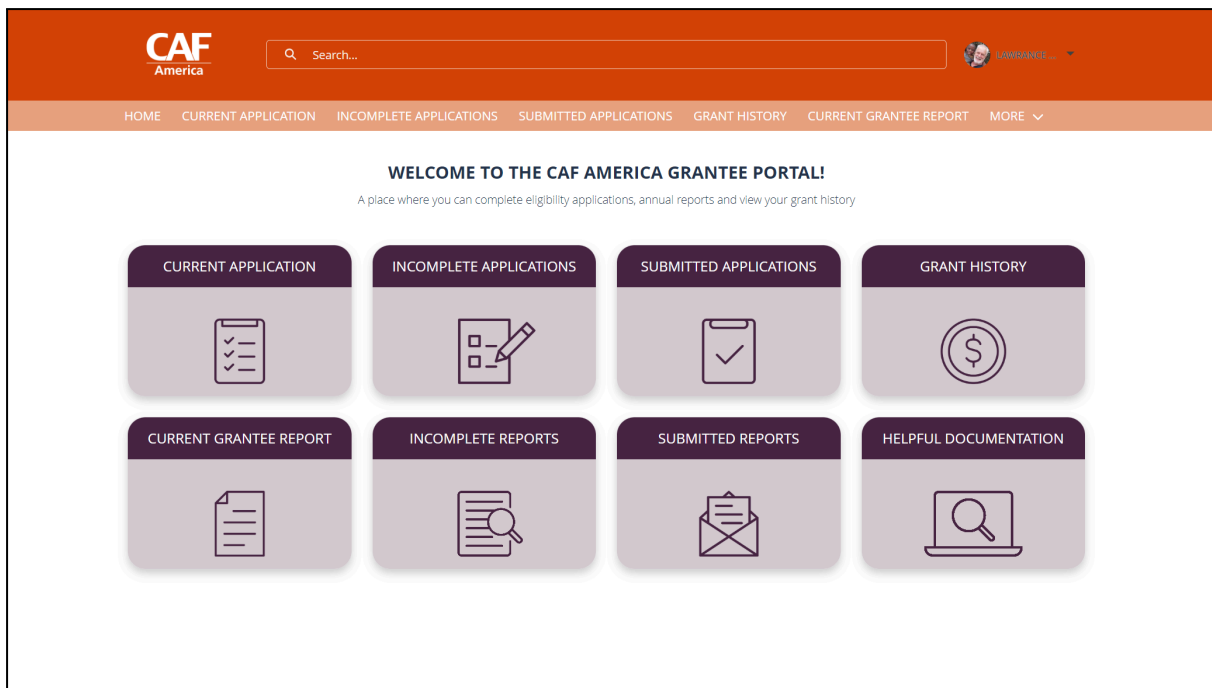 CAF
America
Search...
LAWRANCE ...
HOME CURRENT APPLICATION INCOMPLETE APPLICATIONS SUBMITTED APPLICATIONS GRANT HISTORY CURRENT GRANTEE REPORT MORE
WELCOME TO THE CAF AMERICA GRANTEE PORTAL!
A place where you can complete eligibility applications, annual reports and view your grant history
CURRENT APPLICATION INCOMPLETE APPLICATIONS SUBMITTED APPLICATIONS GRANT HISTORY
$
CURRENT GRANTEE REPORT INCOMPLETE REPORTS SUBMITTED REPORTS HELPFUL DOCUMENTATION